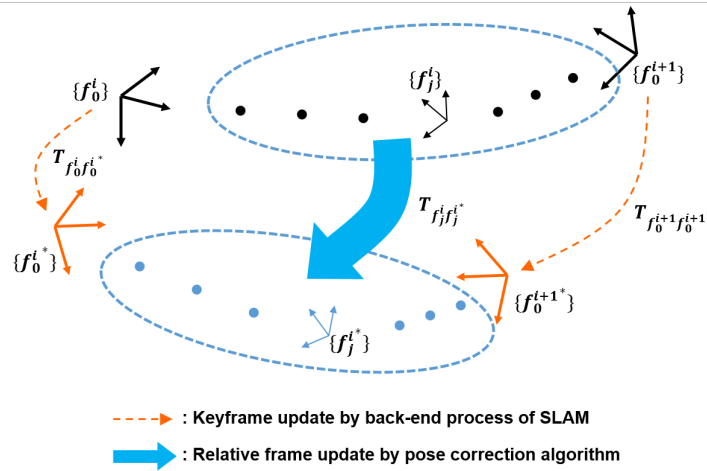 {f_0^i}
{f_j^i}
{f_0^{i+1}}
T_{f_0^i f_0^{i*}}
T_{f_j^i f_j^{i*}}
T_{f_0^{i+1} f_0^{i+1}}
{f_0^{i*}}
{f_0^{i+1*}}
{f_j^{i*}}
: Keyframe update by back-end process of SLAM
: Relative frame update by pose correction algorithm